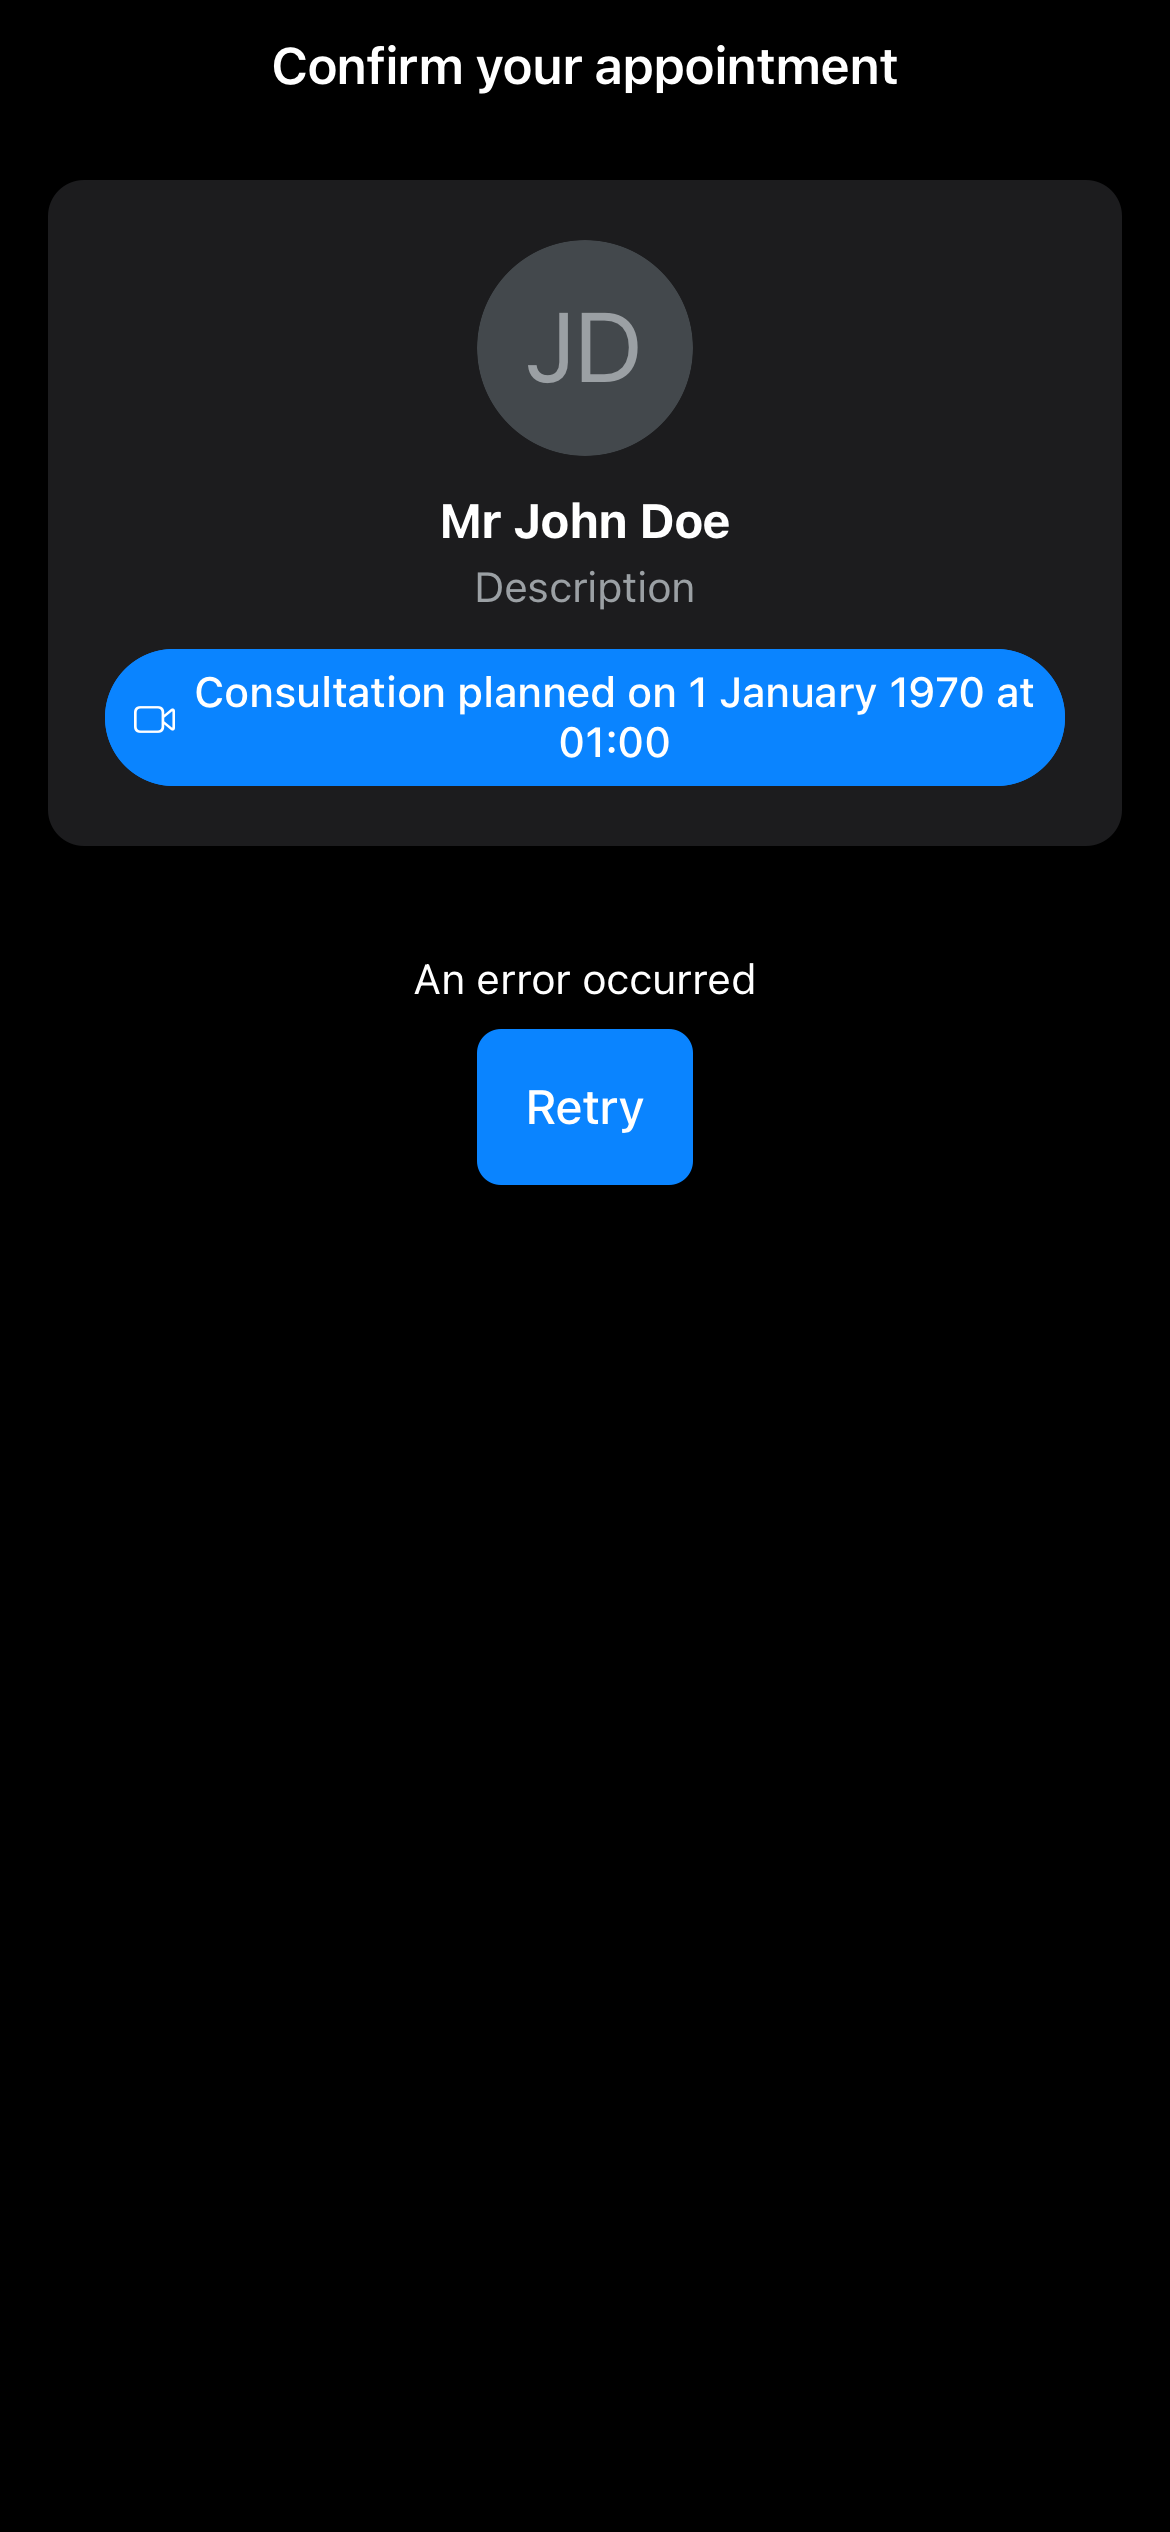 Confirm your appointment
JD
Mr John Doe
Description
Consultation planned on 1 January 1970 at
01:00
An error occurred
Retry